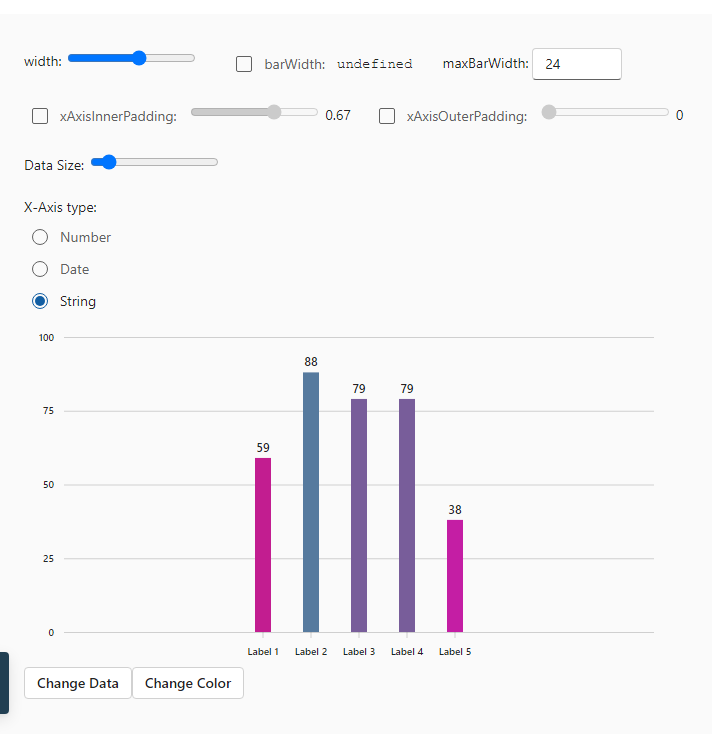 width: barWidth: undefined maxBarWidth: 24
xAxisInnerPadding: 0.67 xAxisOuterPadding: 0
Data Size:
X-Axis type:
Number
Date
String
100
88
79 79
75
59
50
38
25
0
Label 1 Label 2 Label 3 Label 4 Label 5
Change Data Change Color